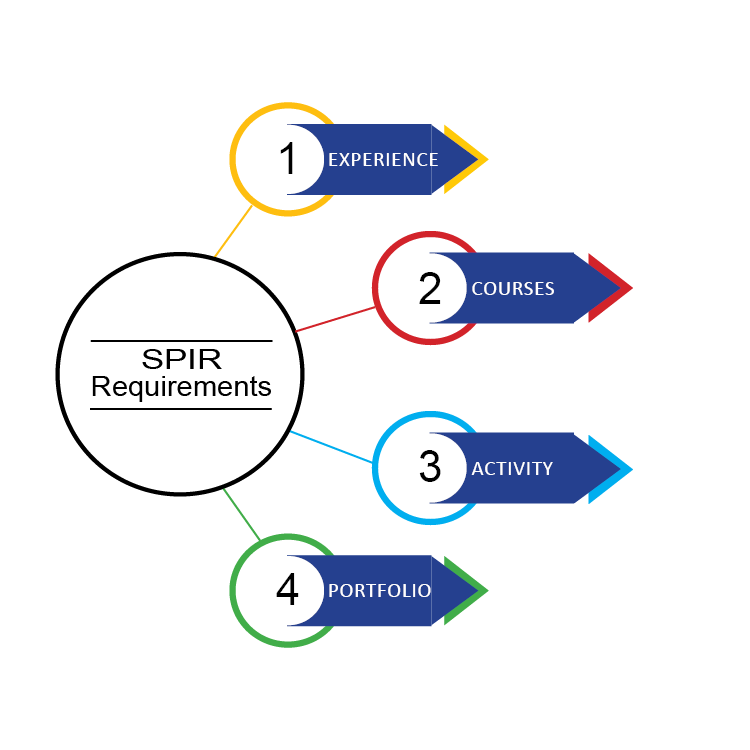 1
EXPERIENCE
2
COURSES
SPIR
Requirements
3
ACTIVITY
4
PORTFOLIO